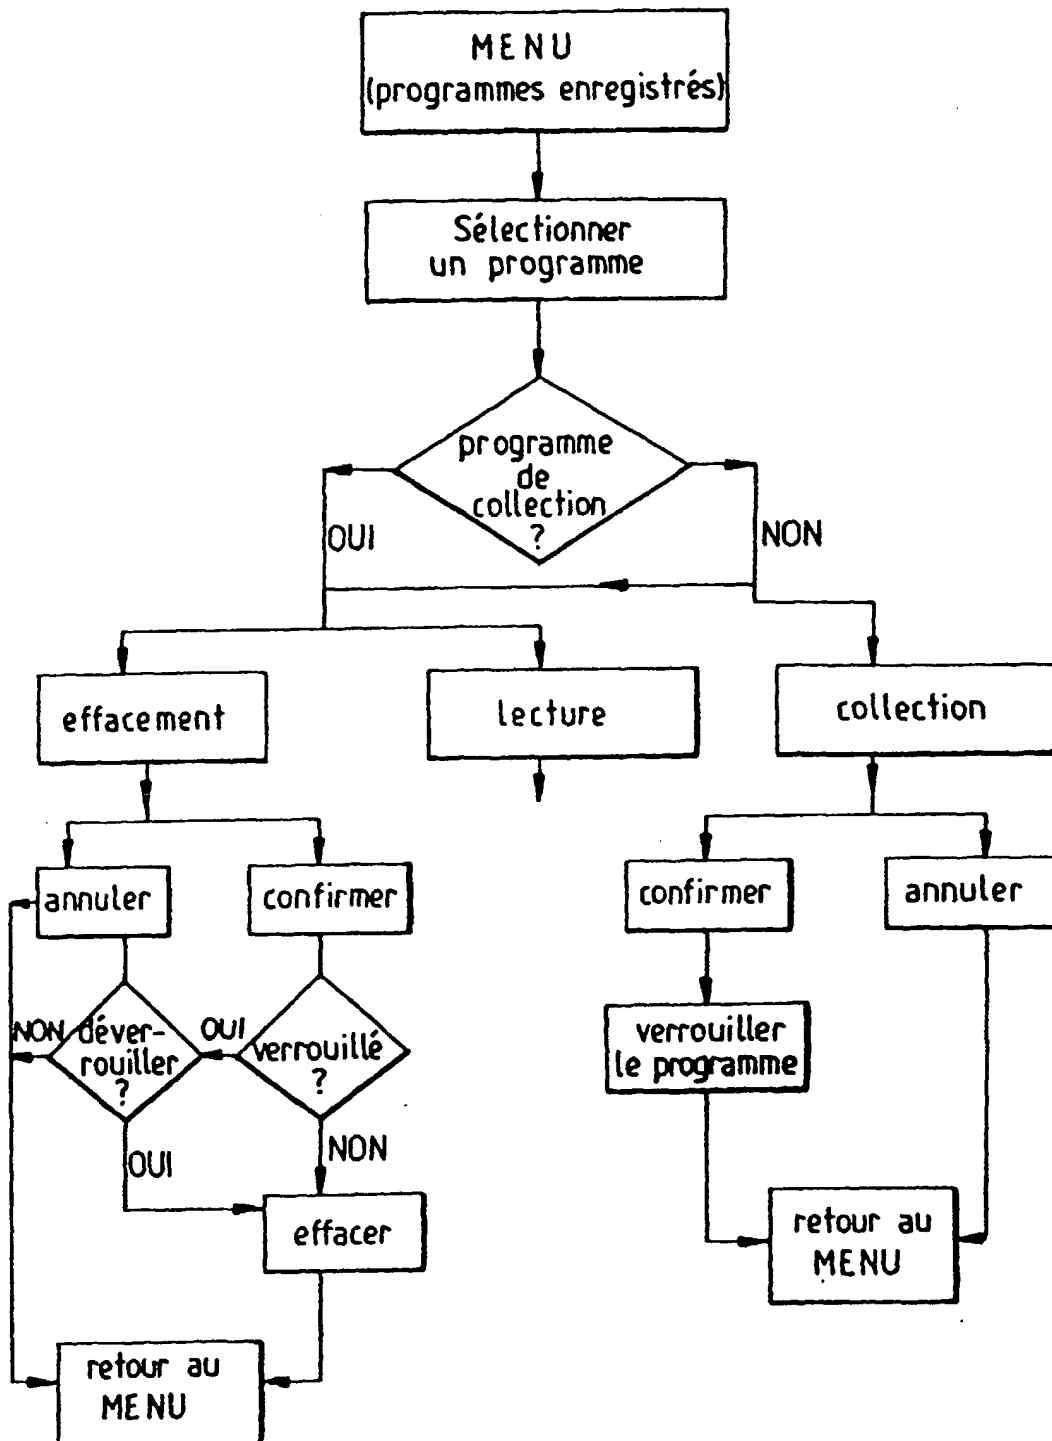 MENU
(programmes enregistrés)
Sélectionner
un programme
programme
de
collection
?
OUI
NON
effacement
lecture
collection
annuler
confirmer
confirmer
annuler
NON
déver-
rouiller
?
OUI
verrouillé
?
verrouiller
le programme
OUI
NON
effacer
retour au
MENU
retour au
MENU